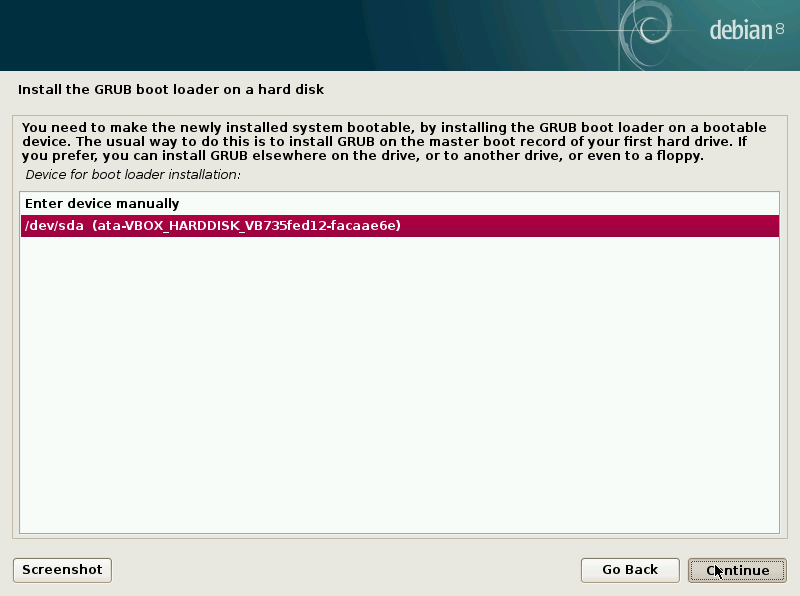 debian 8
Install the GRUB boot loader on a hard disk
You need to make the newly installed system bootable, by installing the GRUB boot loader on a bootable
device. The usual way to do this is to install GRUB on the master boot record of your first hard drive. If
you prefer, you can install GRUB elsewhere on the drive, or to another drive, or even to a floppy.
Device for boot loader installation:
Enter device manually
/dev/sda (ata-VBOX_HARDDISK_VB735fed12-facaae6e)
Screenshot
Go Back
Continue